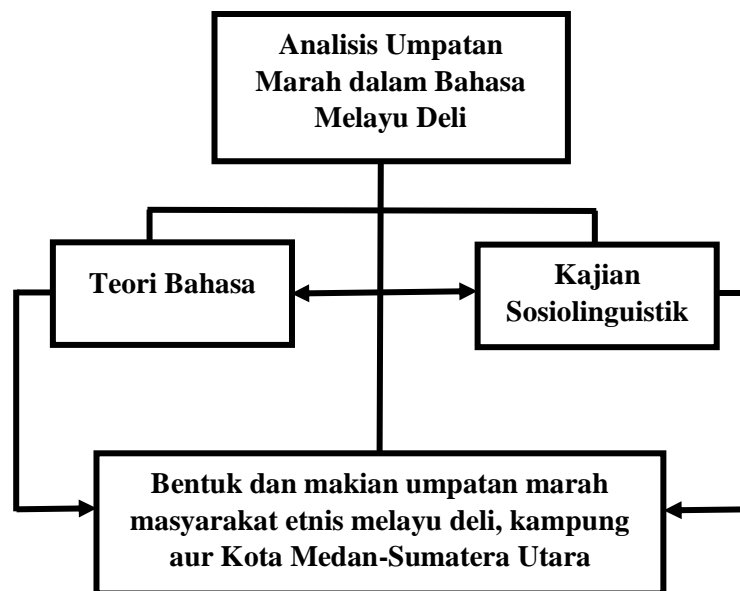 Analisis Umpatan
Marah dalam Bahasa
Melayu Deli
Teori Bahasa
Kajian
Sosiolinguistik
Bentuk dan makian umpatan marah
masyarakat etnis melayu deli, kampung
aur Kota Medan-Sumatera Utara